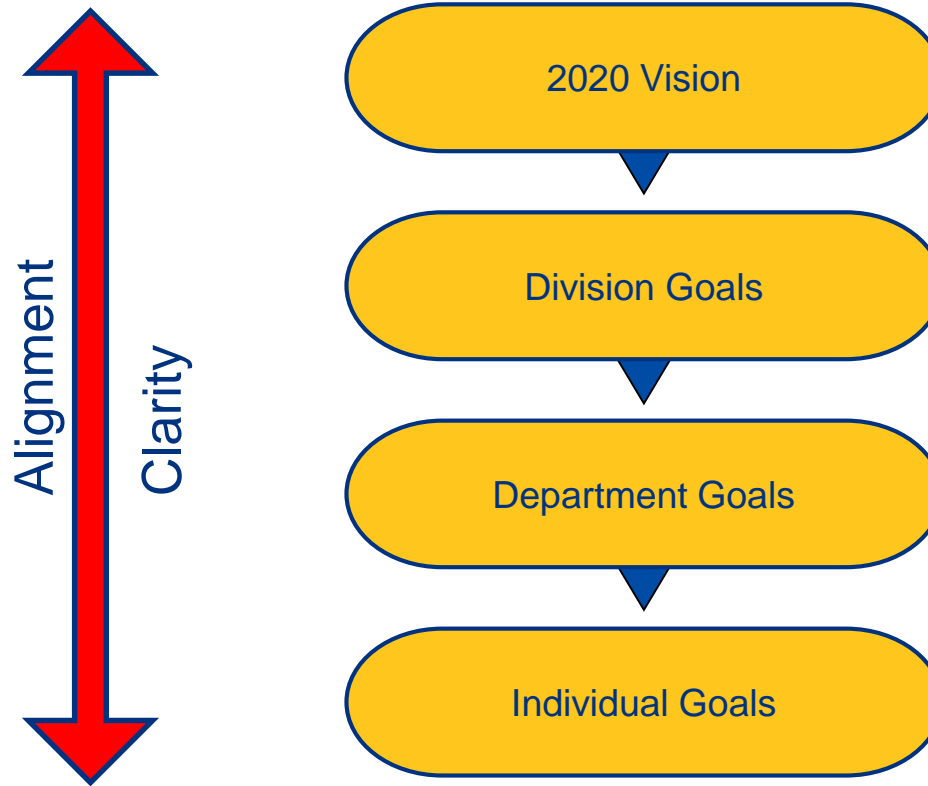 Alignment
Clarity
2020 Vision
Division Goals
Department Goals
Individual Goals